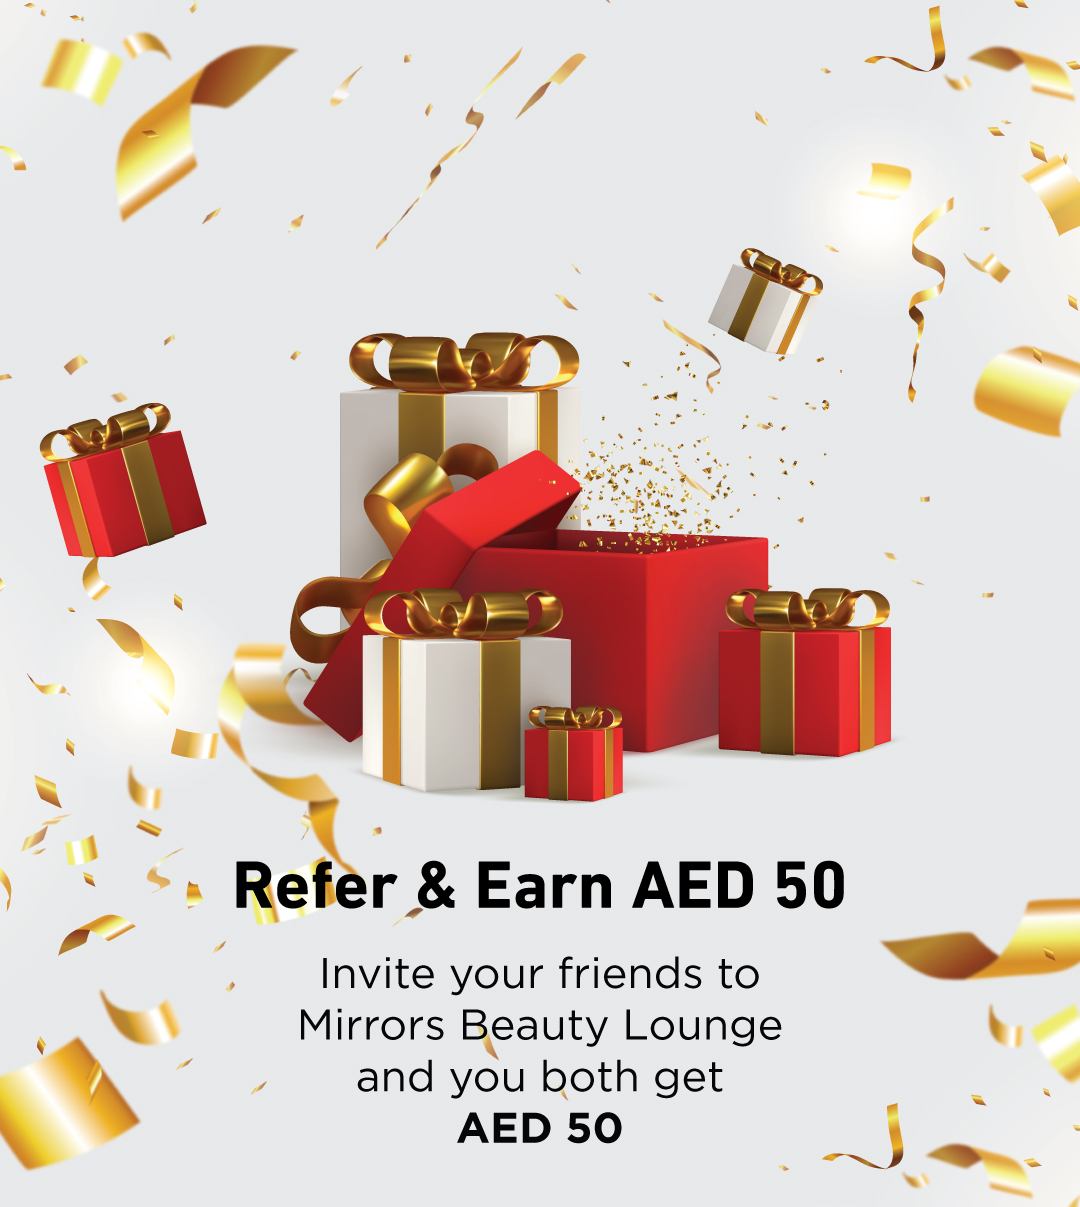 Refer & Earn AED 50
Invite your friends to
Mirrors Beauty Lounge
and you both get
AED 50